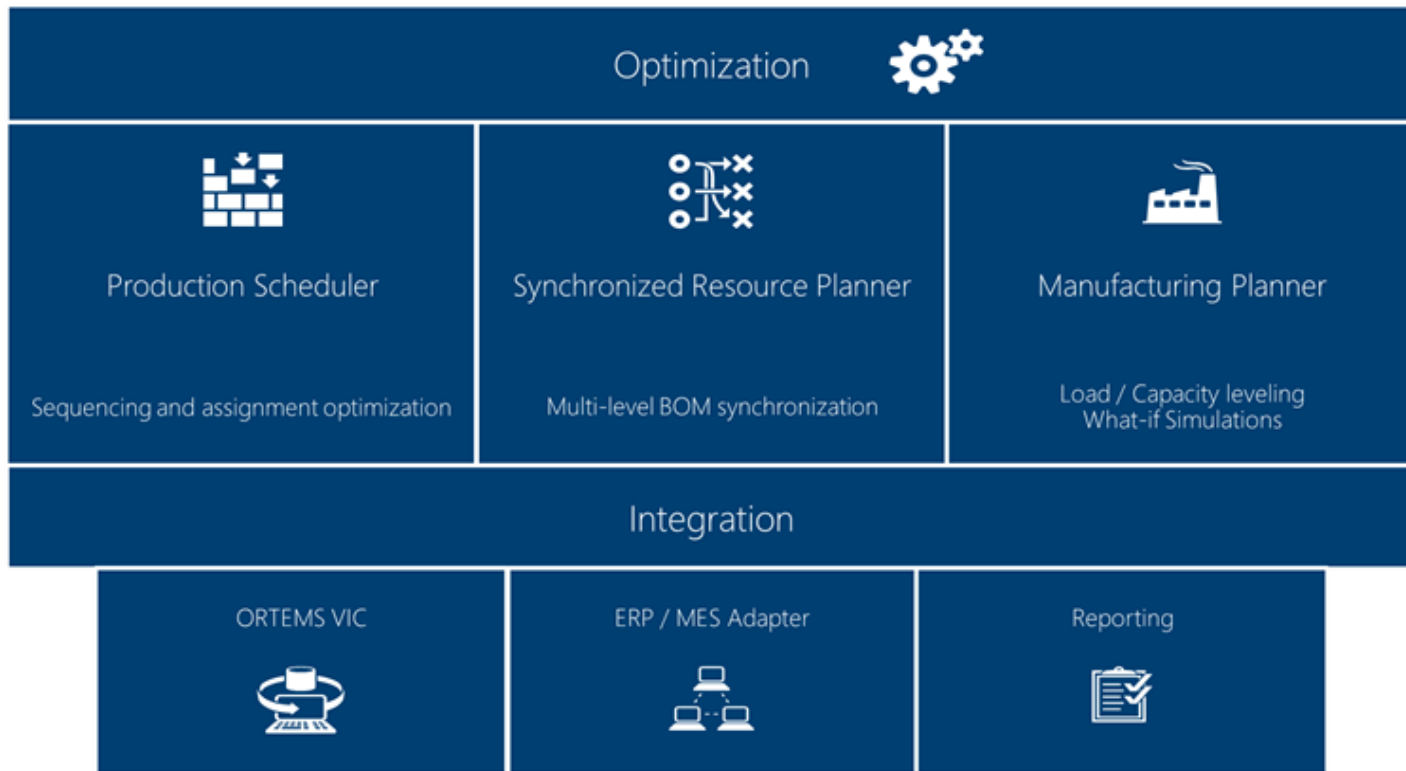 Optimization
Production Scheduler
Synchronized Resource Planner
Manufacturing Planner
Sequencing and assignment optimization
Multi-level BOM synchronization
Load / Capacity leveling
What-if Simulations
Integration
ORTEMS VIC
ERP / MES Adapter
Reporting